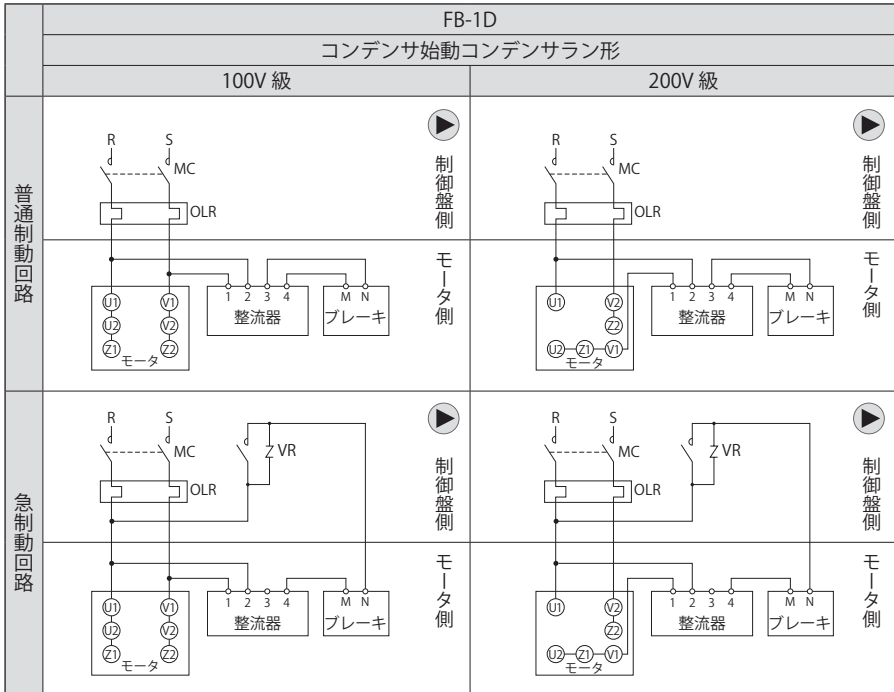 FB-1D
コンデンサ始動コンデンサラン形
100V 級
200V 級
普通制動回路
R S
MC
OLR
制御盤側
モータ側
U1 V1
U2 V2
Z1 Z2
モータ
1 2 3 4
整流器
M N
ブレーキ
R S
MC
OLR
制御盤側
モータ側
U1 V2
Z2
U2 Z1 V1
モータ
1 2 3 4
整流器
M N
ブレーキ
急制動回路
R S
MC
VR
OLR
制御盤側
モータ側
U1 V1
U2 V2
Z1 Z2
モータ
1 2 3 4
整流器
M N
ブレーキ
R S
MC
VR
OLR
制御盤側
モータ側
U1 V2
Z2
U2 Z1 V1
モータ
1 2 3 4
整流器
M N
ブレーキ